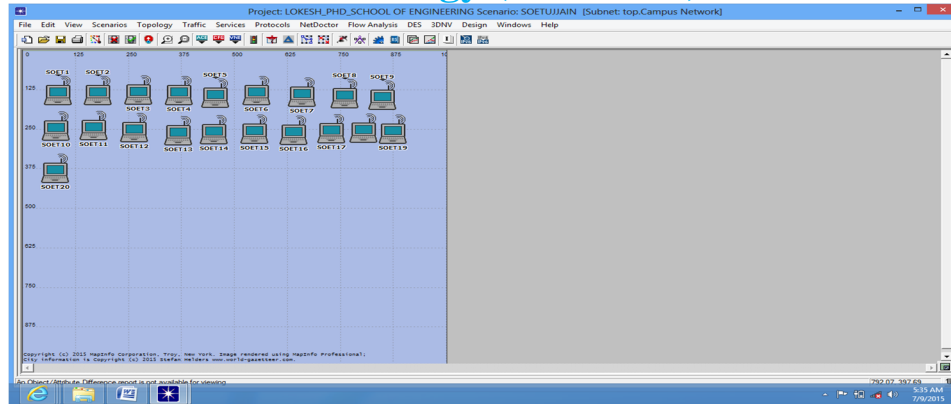 Project: LOKESH_PHD_SCHOOL OF ENGINEERING Scenario: SOETUJJAIN [Subnet: top.Campus Network]
File Edit View Scenarios Topology Traffic Services Protocols NetDoctor Flow Analysis DES 3DNV Design Windows Help
0 125 250 375 500 625 750 875 10
SOET1 SOET2 SOET5 SOET8 SOET9
125
SOET3 SOET4 SOET6 SOET7
250
SOET10 SOET11 SOET12 SOET13 SOET14 SOET15 SOET16 SOET17 SOET19
375
SOET20
500
625
750
875
Copyright (c) 2015 MapInfo Corporation, Troy, New York. Image rendered using MapInfo Professional;
City information is Copyright (c) 2015 Stefan Helders www.world-gazetteer.com.
An Object/Attribute Difference report is not available for viewing
792.07, 397.69
5:35 AM
7/9/2015